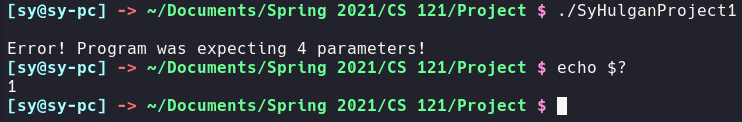 [sy@sy-pc] -> ~/Documents/Spring 2021/CS 121/Project $ ./SyHulganProject1
Error! Program was expecting 4 parameters!
[sy@sy-pc] -> ~/Documents/Spring 2021/CS 121/Project $ echo $?
1
[sy@sy-pc] -> ~/Documents/Spring 2021/CS 121/Project $